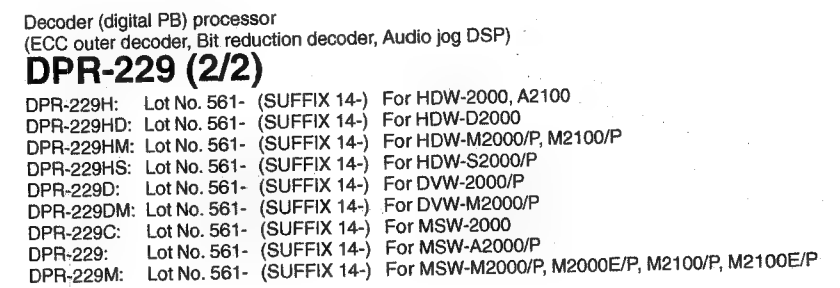 Decoder (digital PB) processor
(ECC outer decoder, Bit reduction decoder, Audio jog DSP)
DPR-229 (2/2)
DPR-229H: Lot No. 561- (SUFFIX 14-) For HDW-2000, A2100
DPR-229HD: Lot No. 561- (SUFFIX 14-) For HDW-D2000
DPR-229HM: Lot No. 561- (SUFFIX 14-) For HDW-M2000/P, M2100/P
DPR-229HS: Lot No. 561- (SUFFIX 14-) For HDW-S2000/P
DPR-229D: Lot No. 561- (SUFFIX 14-) For DVW-2000/P
DPR-229DM: Lot No. 561- (SUFFIX 14-) For DVW-M2000/P
DPR-229C: Lot No. 561- (SUFFIX 14-) For MSW-2000
DPR-229: Lot No. 561- (SUFFIX 14-) For MSW-A2000/P
DPR-229M: Lot No. 561- (SUFFIX 14-) For MSW-M2000/P, M2000E/P, M2100/P, M2100E/P